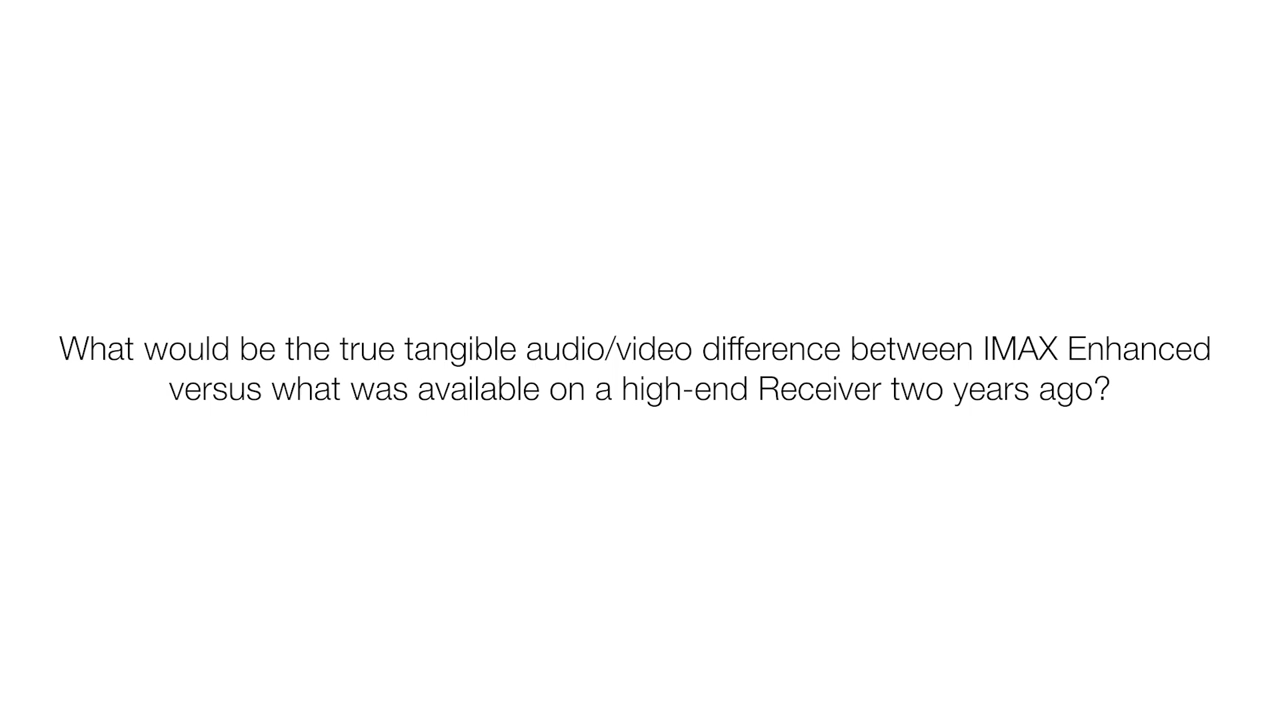 What would be the true tangible audio/video difference between IMAX Enhanced
versus what was available on a high-end Receiver two years ago?